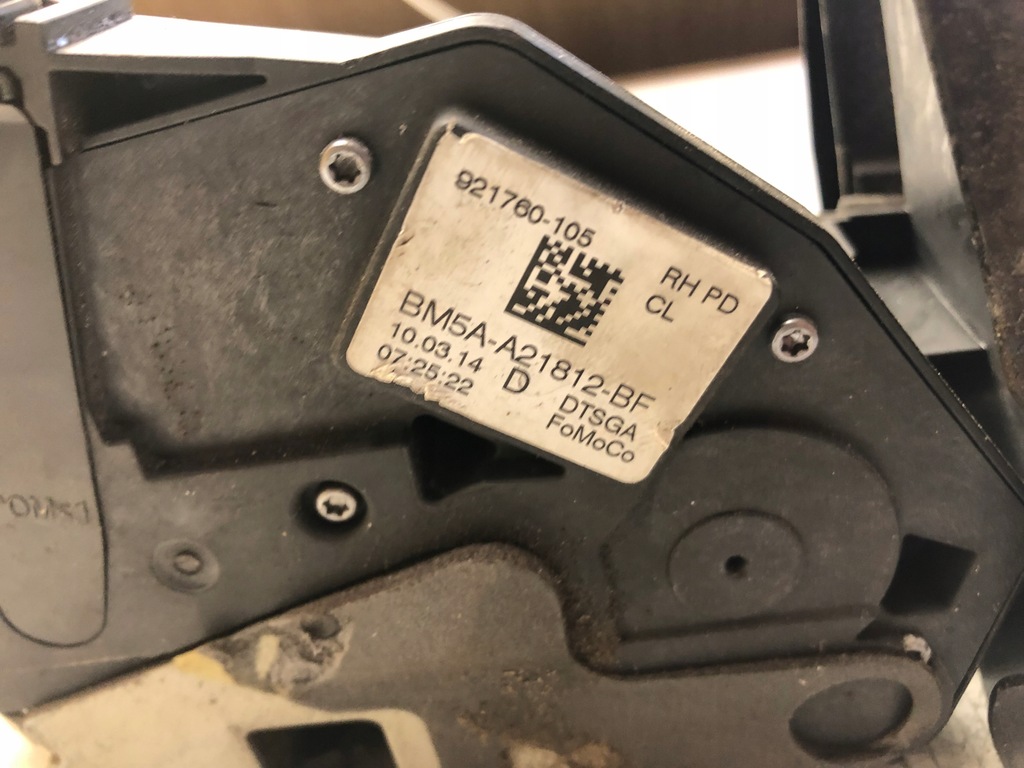 921760-105
RH PD
CL
BM5A-A21812-BF
10.03.14 D DTSGA
07:25:22 FoMoCo